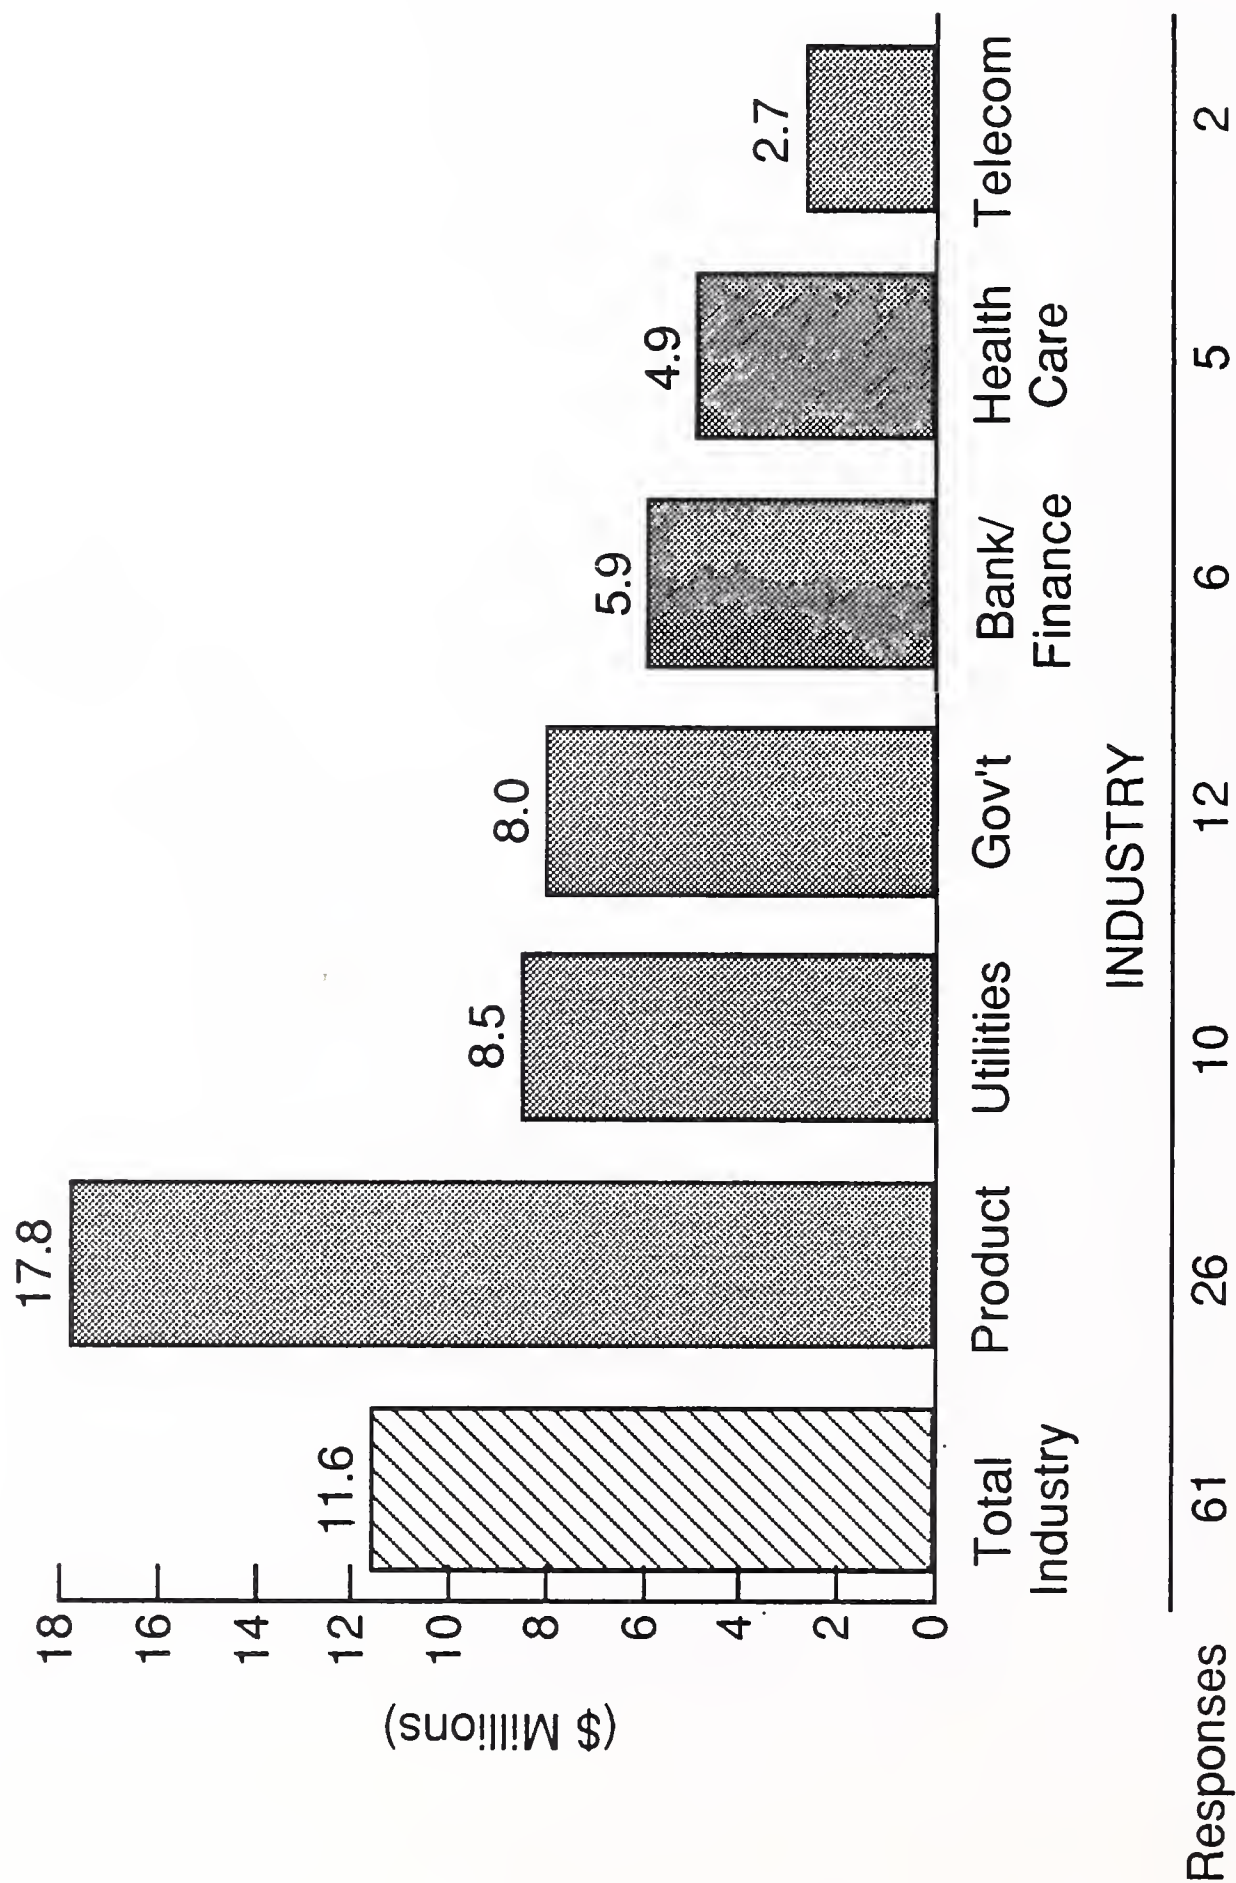 ($ Millions)
18
16
14
12
10
8
6
4
2
0
11.6
17.8
8.5
8.0
5.9
4.9
2.7
Total
Industry
Product
Utilities
Gov't
Bank/
Finance
Health
Care
Telecom
INDUSTRY
Responses 61 26 10 12 6 5 2